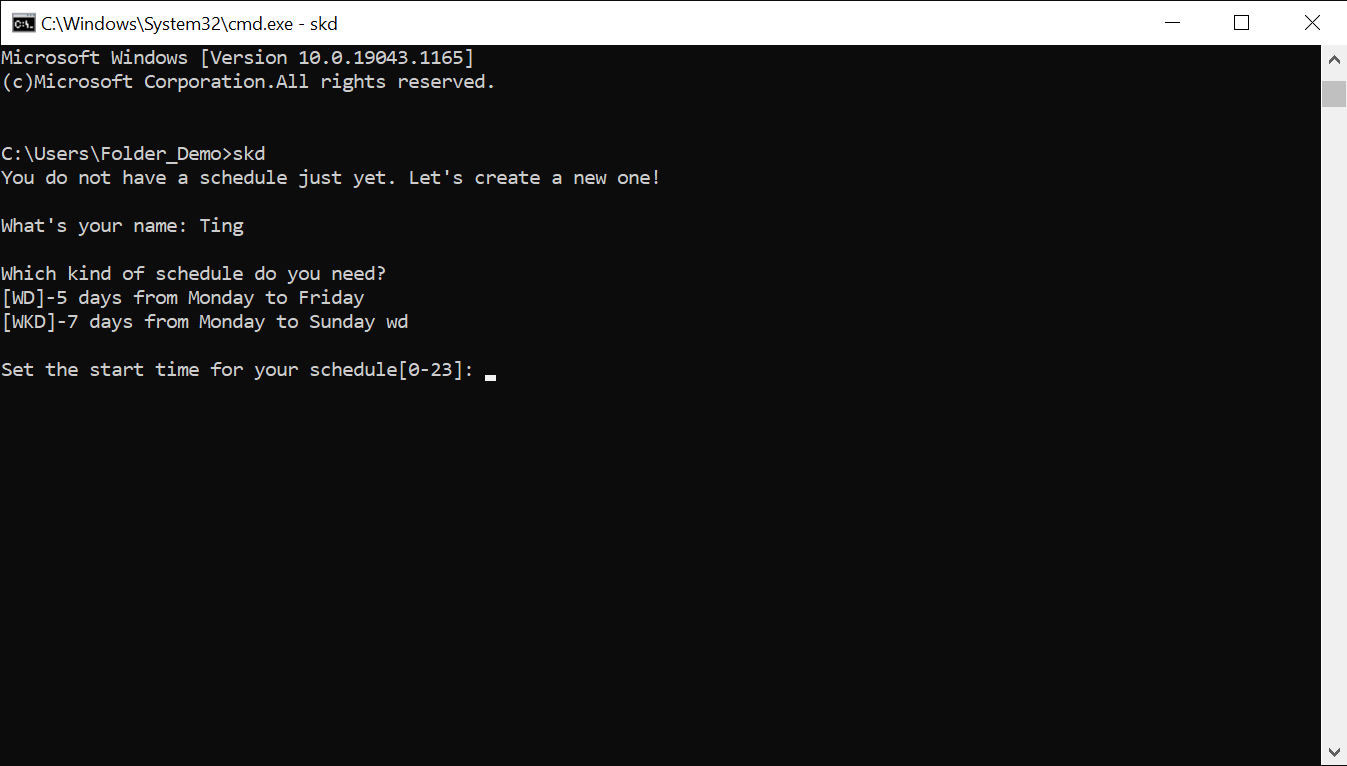 C:\Windows\System32\cmd.exe - skd
Microsoft Windows [Version 10.0.19043.1165]
(c)Microsoft Corporation.All rights reserved.
C:\Users\Folder_Demo>skd
You do not have a schedule just yet. Let's create a new one!
What's your name: Ting
Which kind of schedule do you need?
[WD]-5 days from Monday to Friday
[WKD]-7 days from Monday to Sunday wd
Set the start time for your schedule[0-23]: